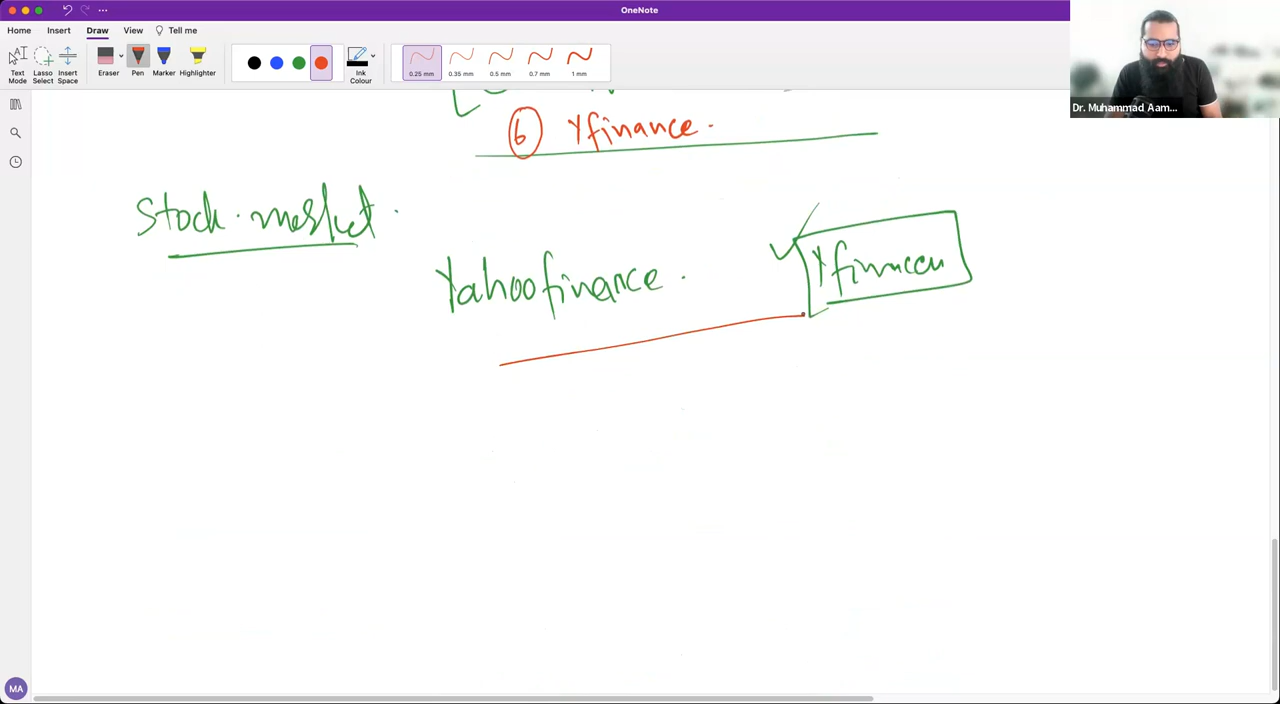 OneNote
Home Insert Draw View Tell me
Text Mode
Lasso Select
Insert Space
Eraser
Pen
Marker
Highlighter
Ink Colour
0.25 mm
0.35 mm
0.5 mm
0.7 mm
1 mm
Dr. Muhammad Aam...
6 Yfinance.
Stock market.
Yahoofinance.
MA